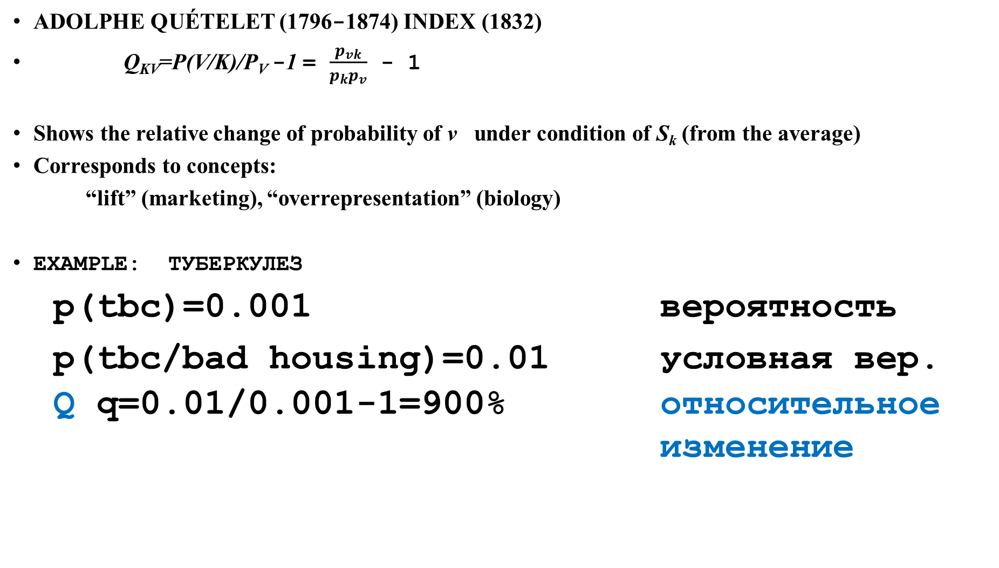 • ADOLPHE QUÉTELET (1796–1874) INDEX (1832)
• Q_{KV}=P(V/K)/P_V –1 = \frac{p_{vk}}{p_k p_v} – 1
• Shows the relative change of probability of v under condition of S_k (from the average)
• Corresponds to concepts:
“lift” (marketing), “overrepresentation” (biology)
• EXAMPLE: ТУБЕРКУЛЕЗ
p(tbc)=0.001 вероятность
p(tbc/bad housing)=0.01 условная вер.
Q q=0.01/0.001-1=900% относительное
изменение